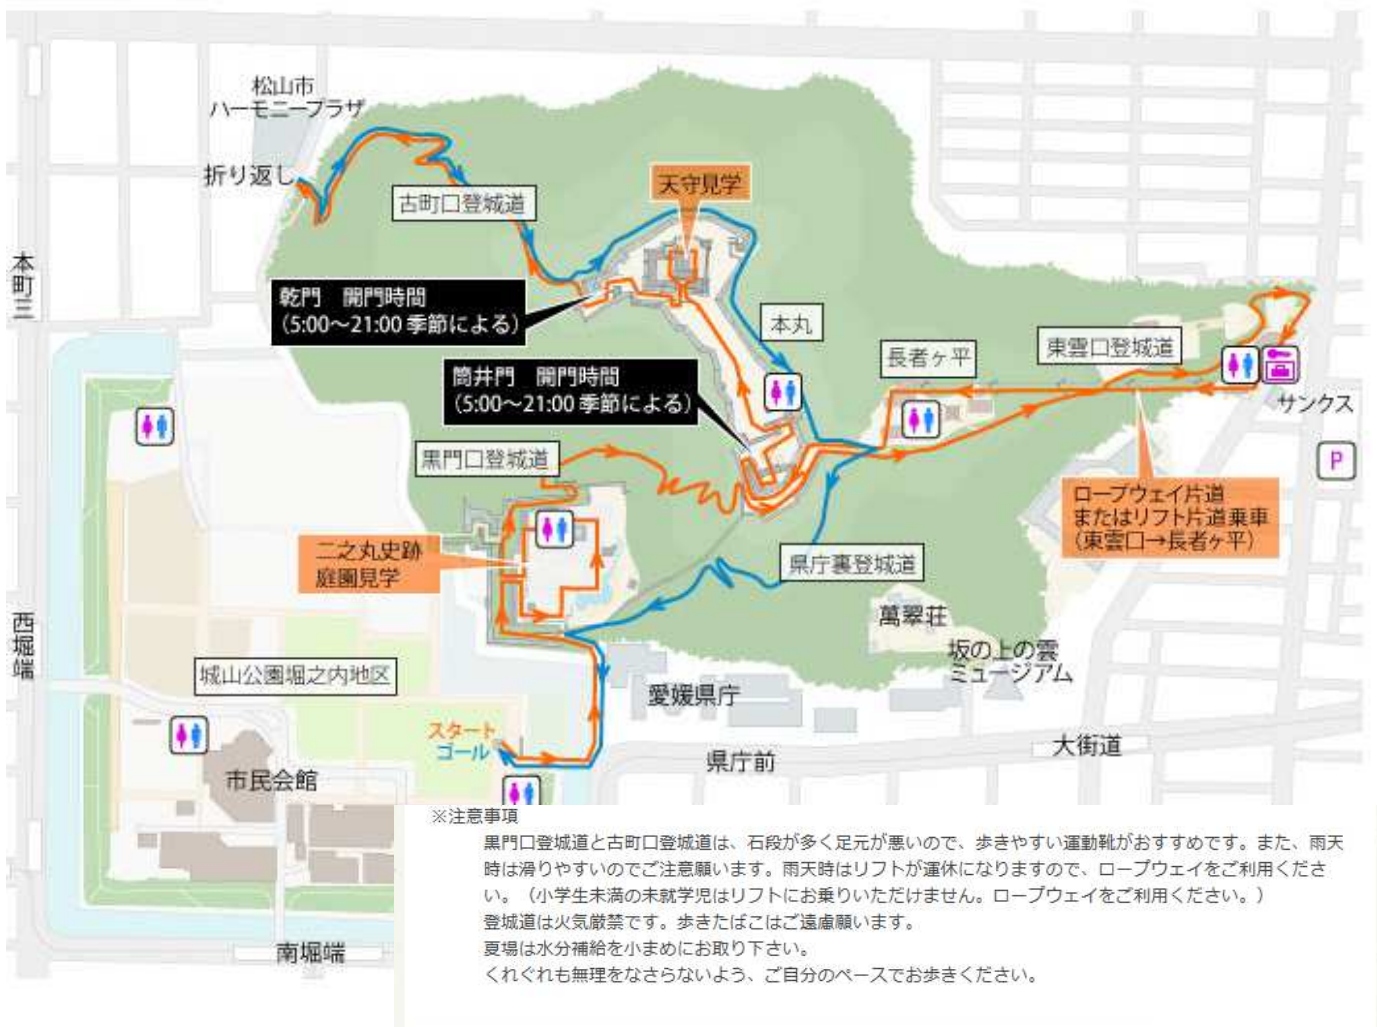 松山市
ハーモニープラザ
折り返し
古町口登城道
天守見学
本町三
乾門 開門時間
(5:00～21:00 季節による)
本丸
長者ヶ平
東雲口登城道
筒井門 開門時間
(5:00～21:00 季節による)
サンクス
P
黒門口登城道
ロープウェイ片道
またはリフト片道乗車
(東雲口→長者ヶ平)
二之丸史跡
庭園見学
県庁裏登城道
萬翠荘
西堀端
坂の上の雲
ミュージアム
城山公園堀之内地区
愛媛県庁
スタート
ゴール
大街道
県庁前
市民会館
南堀端
※注意事項
黒門口登城道と古町口登城道は、石段が多く足元が悪いので、歩きやすい運動靴がおすすめです。また、雨天
時は滑りやすいのでご注意願います。雨天時はリフトが運休になりますので、ロープウェイをご利用くださ
い。（小学生未満の未就学児はリフトにお乗りいただけません。ロープウェイをご利用ください。）
登城道は火気厳禁です。歩きたばこはご遠慮願います。
夏場は水分補給を小まめにお取り下さい。
くれぐれも無理をなさらないよう、ご自分のペースでお歩きください。